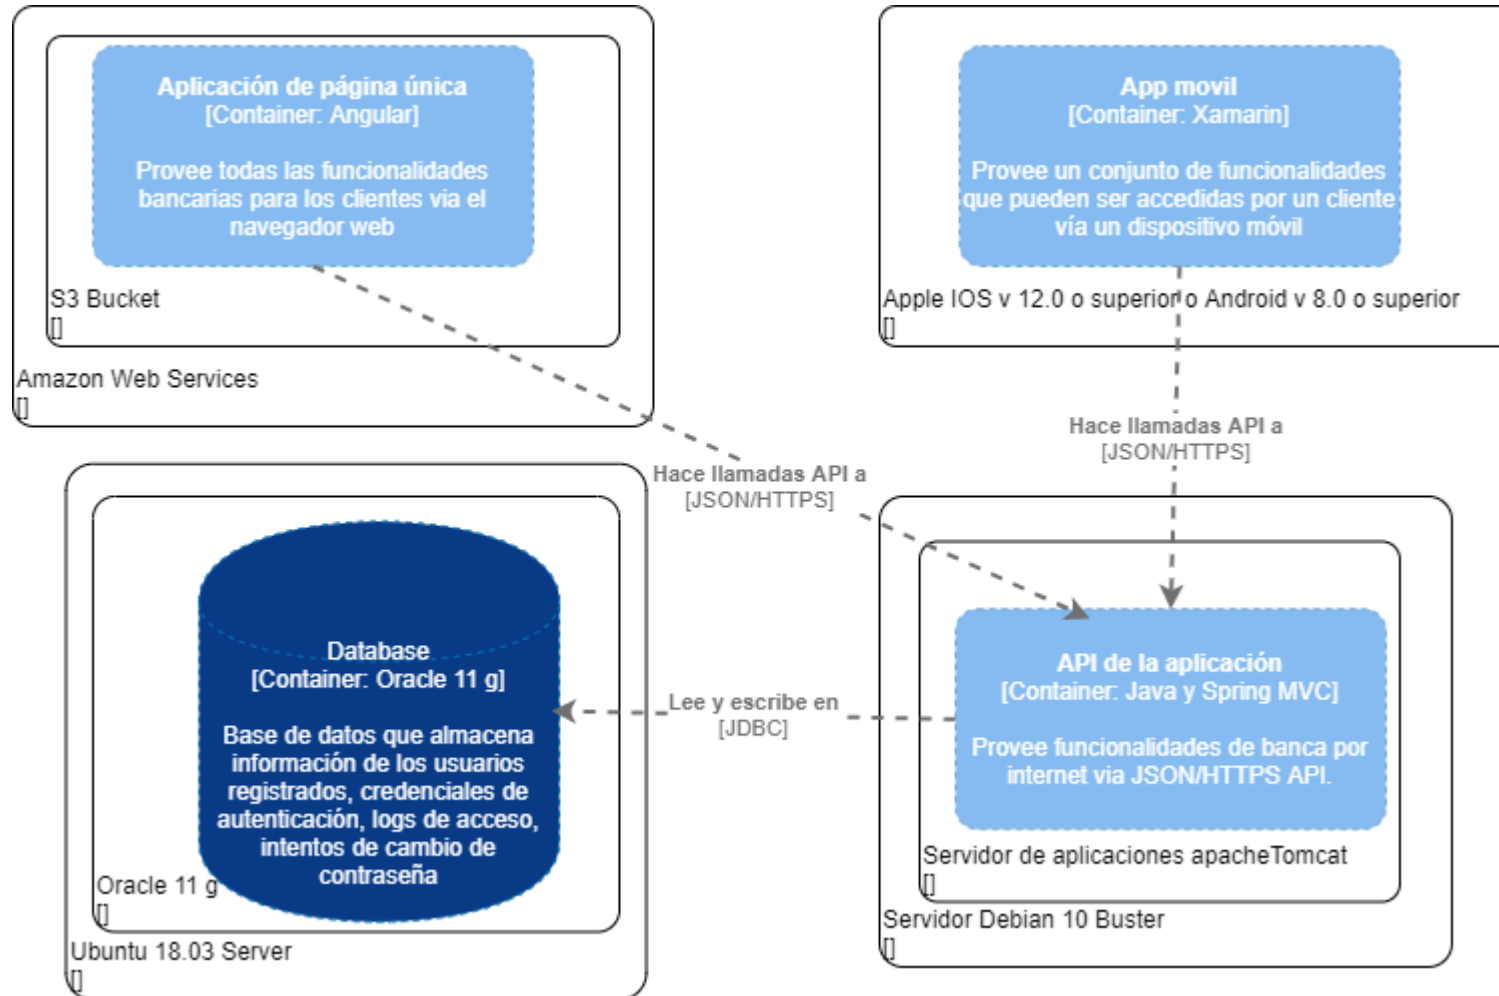 Aplicación de página única
[Container: Angular]
Provee todas las funcionalidades
bancarias para los clientes via el
navegador web
S3 Bucket
[]
Amazon Web Services
[]
App movil
[Container: Xamarin]
Provee un conjunto de funcionalidades
que pueden ser accedidas por un cliente
vía un dispositivo móvil
Apple IOS v 12.0 o superior o Android v 8.0 o superior
[]
Hace llamadas API a
[JSON/HTTPS]
Hace llamadas API a
[JSON/HTTPS]
Database
[Container: Oracle 11 g]
Base de datos que almacena
información de los usuarios
registrados, credenciales de
autenticación, logs de acceso,
intentos de cambio de
contraseña
Oracle 11 g
[]
Ubuntu 18.03 Server
[]
Lee y escribe en
[JDBC]
API de la aplicación
[Container: Java y Spring MVC]
Provee funcionalidades de banca por
internet via JSON/HTTPS API.
Servidor de aplicaciones apacheTomcat
[]
Servidor Debian 10 Buster
[]